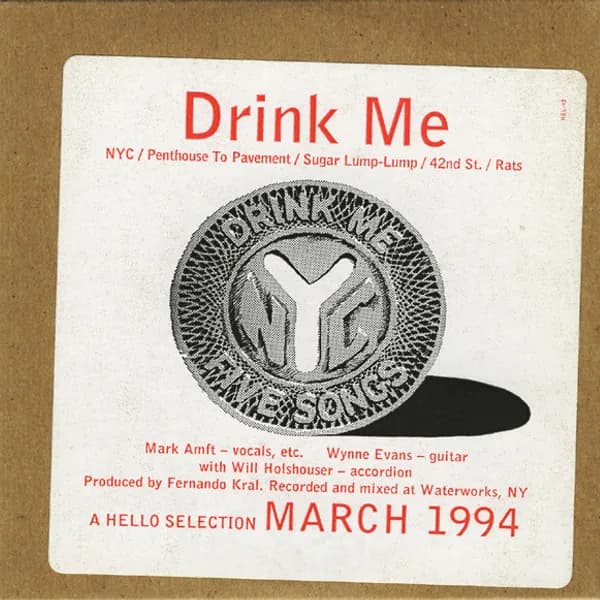 Drink Me
NYC / Penthouse To Pavement / Sugar Lump-Lump / 42nd St. / Rats
DRINK ME
NYC
FIVE SONGS
Mark Amft – vocals, etc. Wynne Evans – guitar
with Will Holshouser – accordion
Produced by Fernando Kral. Recorded and mixed at Waterworks, NY
A HELLO SELECTION MARCH 1994